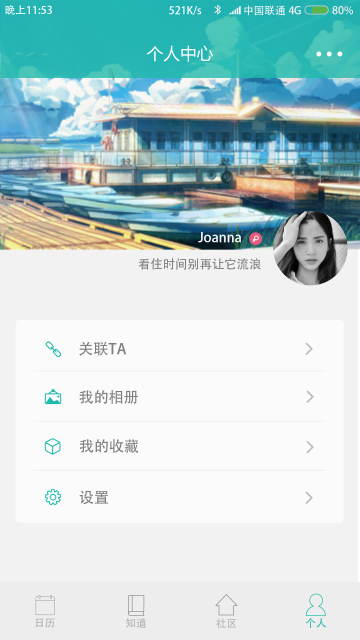 晚上11:53 521K/s 中国联通 4G 80%
个人中心
Joanna
看住时间别再让它流浪
关联TA
我的相册
我的收藏
设置
日历 知道 社区 个人